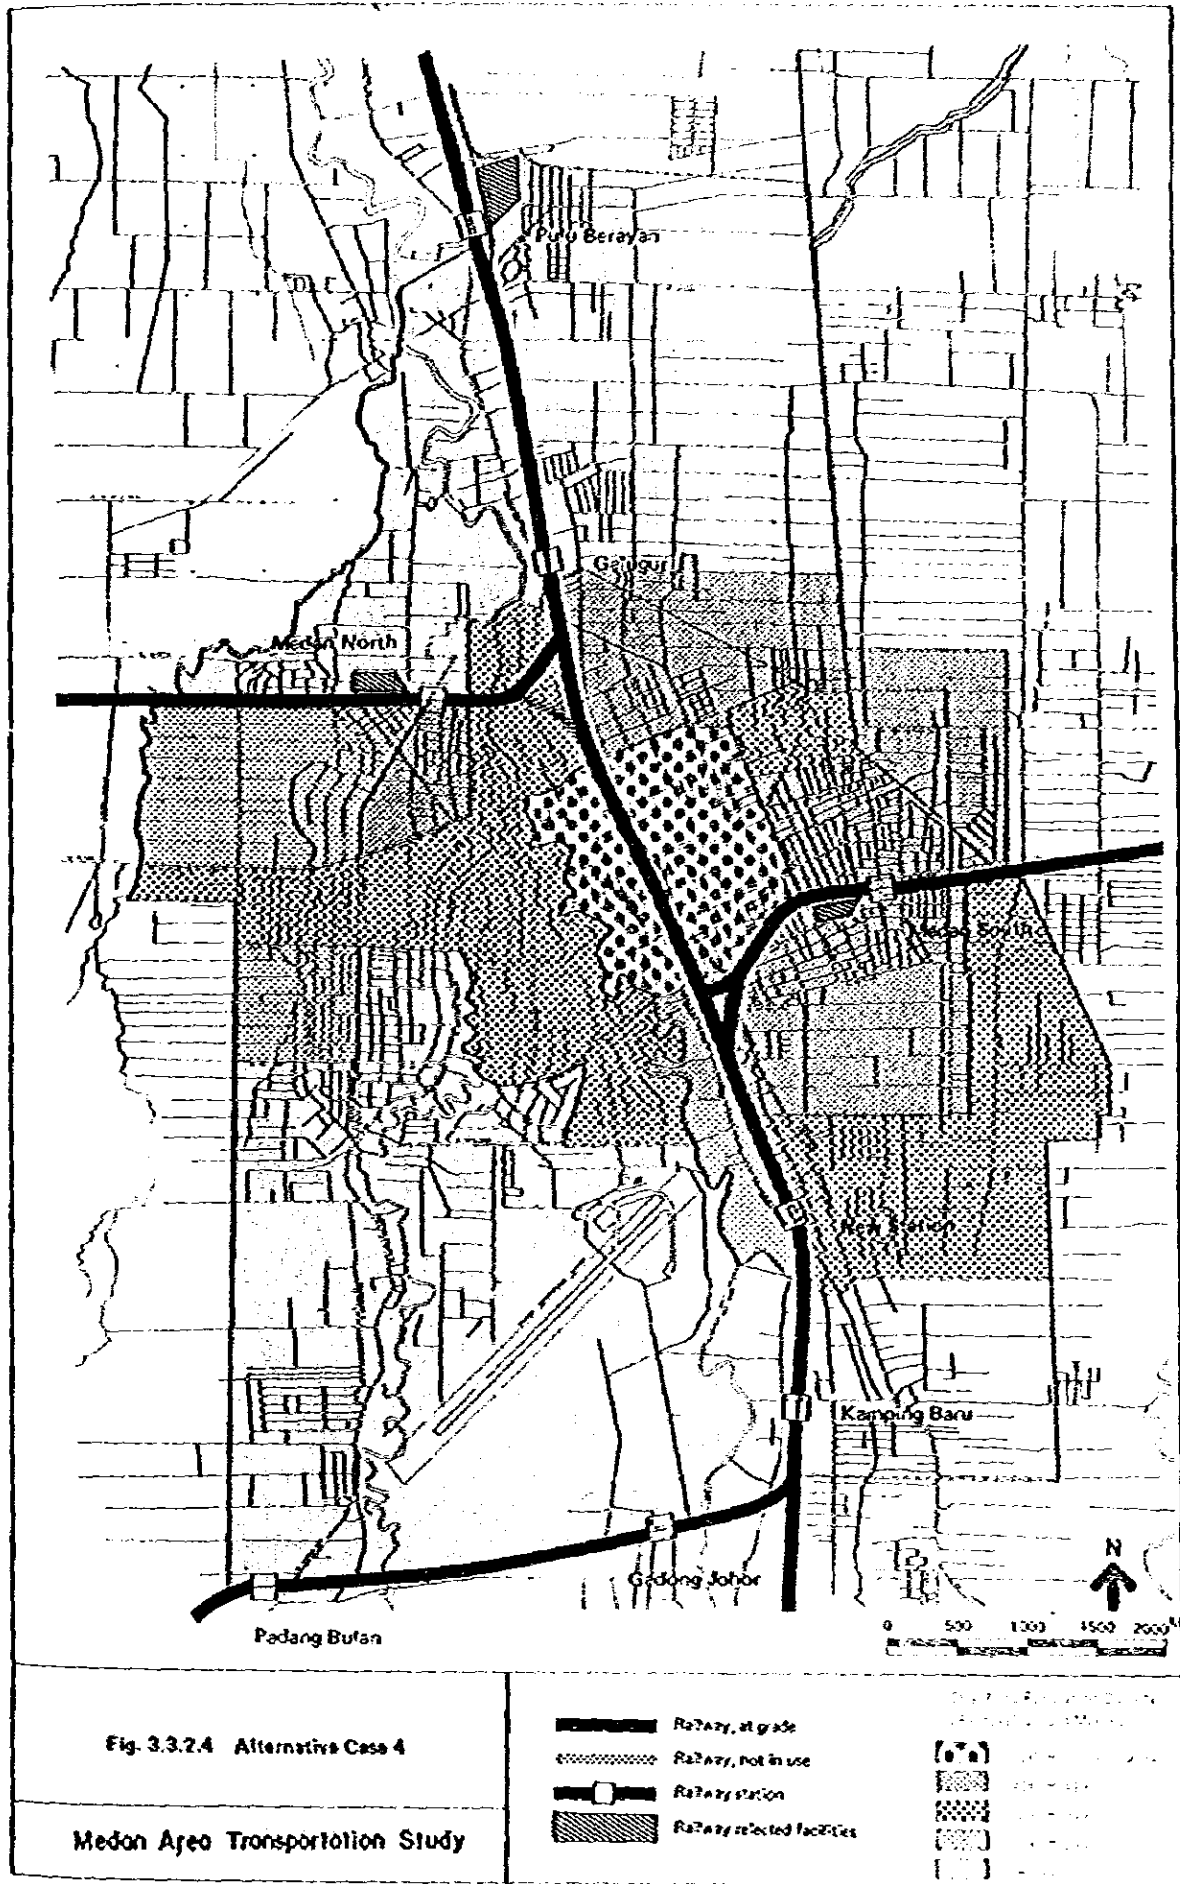 Pulu Berayan
Gelugur
Medan North
Medan South
New Station
Kamping Baru
Gedong Johor
Padang Bulan
N
0 500 1000 1500 2000
Fig. 3.3.2.4 Alternative Case 4
Medan Area Transportation Study
Railway, at grade
Railway, not in use
Railway station
Railway related facilities